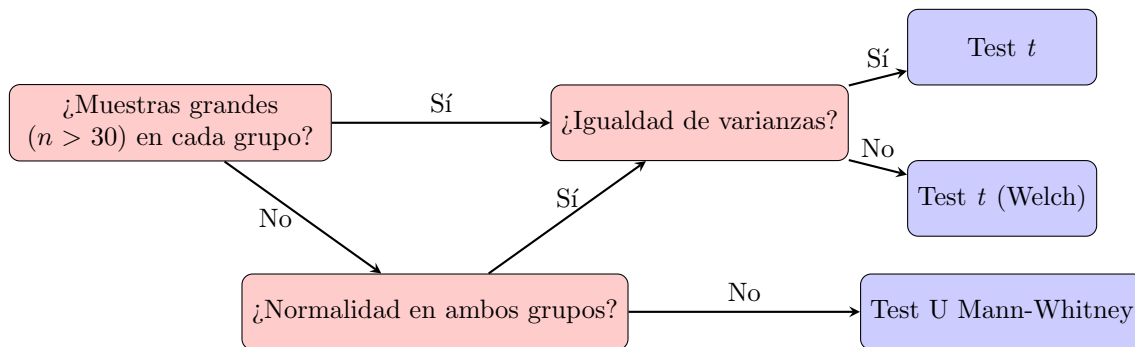 ¿Muestras grandes
(n > 30) en cada grupo?
Sí
¿Igualdad de varianzas?
Sí
Test t
No
Test t (Welch)
No
Sí
¿Normalidad en ambos grupos?
No
Test U Mann-Whitney